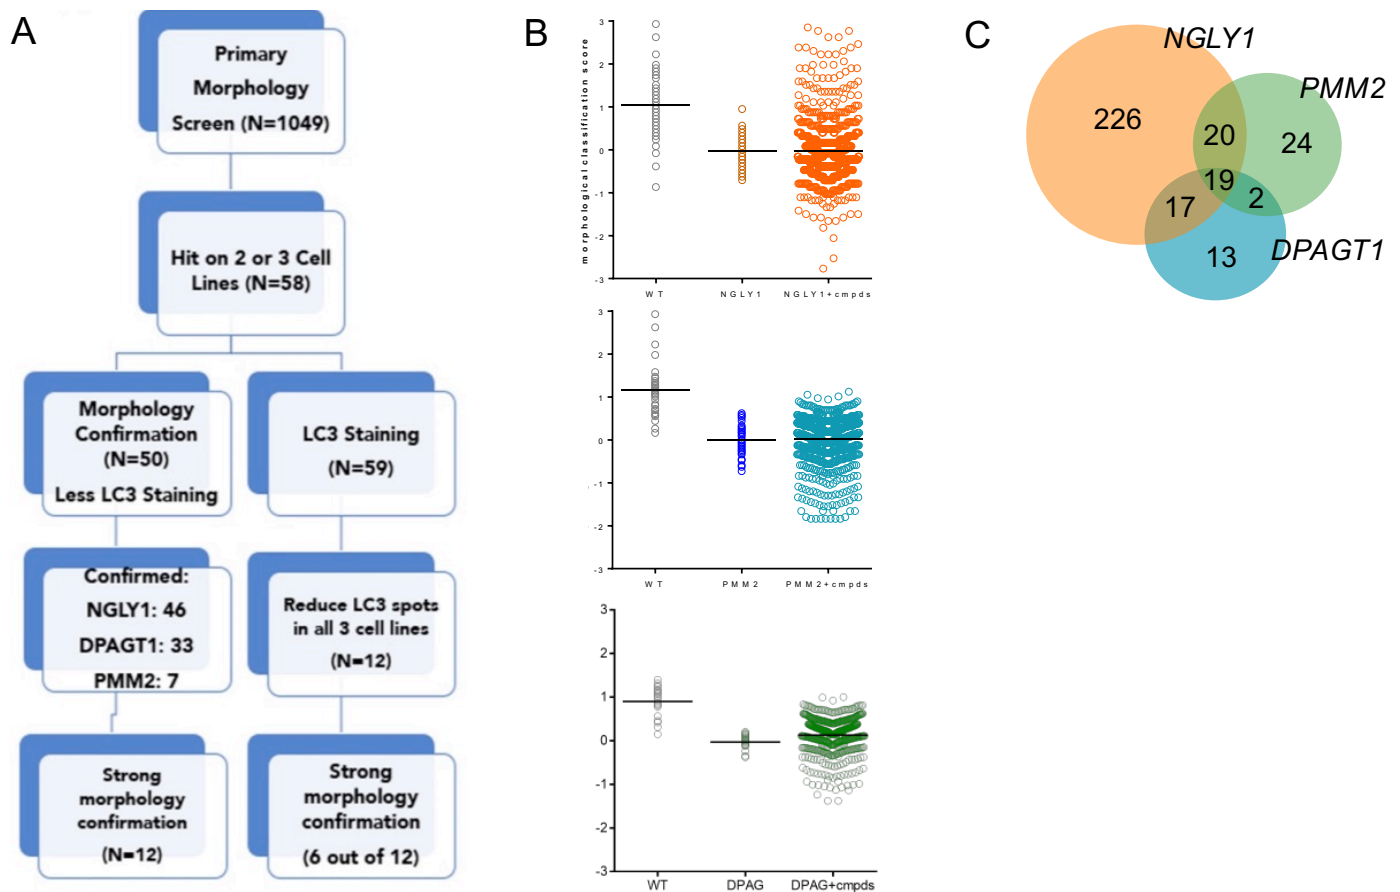 A
Primary
Morphology
Screen (N=1049)
Hit on 2 or 3 Cell
Lines (N=58)
Morphology
Confirmation
(N=50)
Less LC3 Staining
LC3 Staining
(N=59)
Confirmed:
NGLY1: 46
DPAGT1: 33
PMM2: 7
Reduce LC3 spots
in all 3 cell lines
(N=12)
Strong
morphology
confirmation
(N=12)
Strong
morphology
confirmation
(6 out of 12)
B
morphological classification score
3
2
1
0
-1
-2
-3
WT NGLY1 NGLY1+cmpds
3
2
1
0
-1
-2
-3
WT PMM2 PMM2+cmpds
3
2
1
0
-1
-2
-3
WT DPAG DPAG+cmpds
C
NGLY1
PMM2
226
20
24
19
17
2
13
DPAGT1